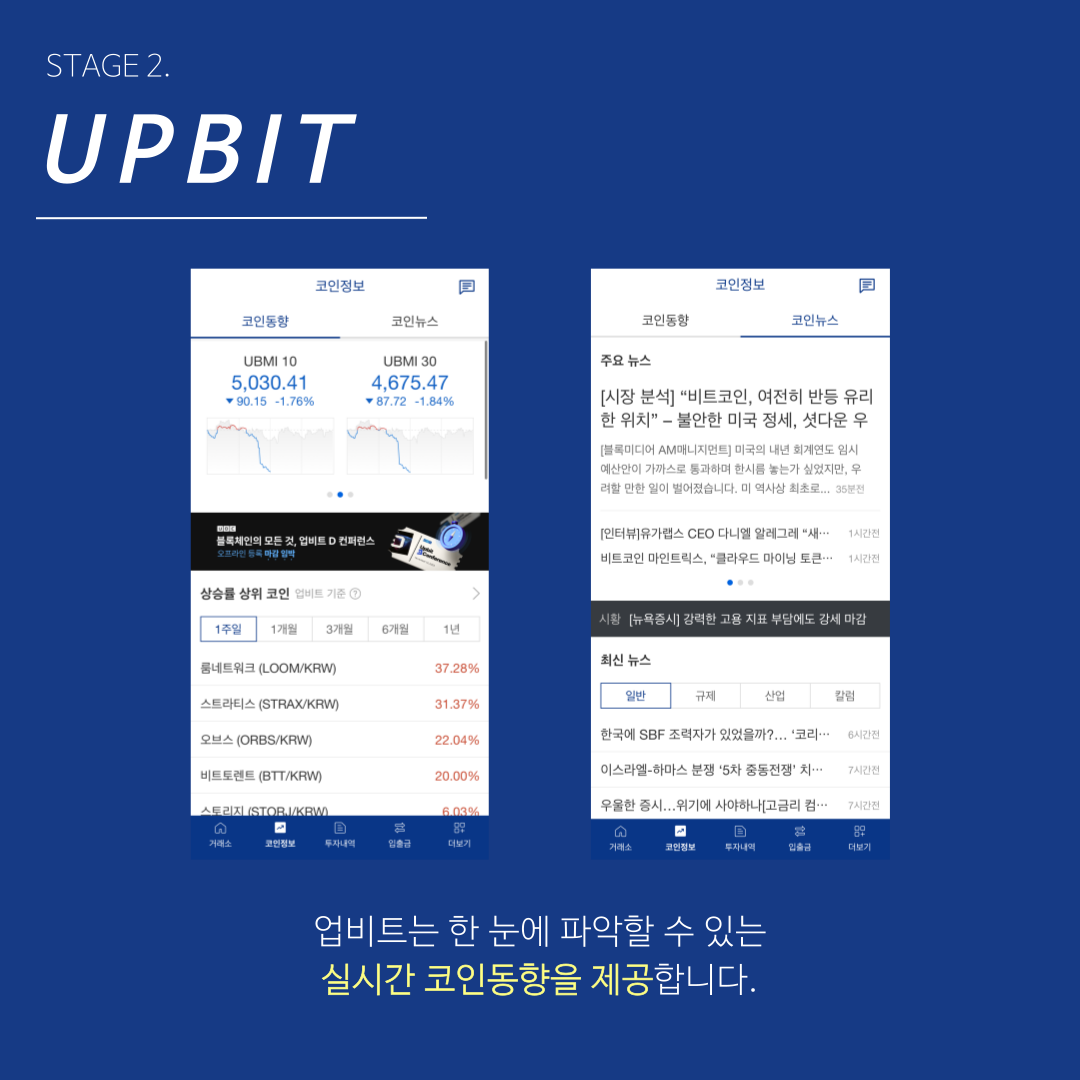 STAGE 2.
UPBIT
코인정보
코인동향 코인뉴스
UBMI 10 UBMI 30
5,030.41 4,675.47
▼ 90.15 -1.76% ▼ 87.72 -1.84%
UDC
블록체인의 모든 것, 업비트 D 컨퍼런스
오프라인 등록 마감 임박
Upbit
D Conference
상승률 상위 코인 업비트 기준 ?
1주일 1개월 3개월 6개월 1년
룸네트워크 (LOOM/KRW) 37.28%
스트라티스 (STRAX/KRW) 31.37%
오브스 (ORBS/KRW) 22.04%
비트토렌트 (BTT/KRW) 20.00%
스토리지 (STORJ/KRW) 6.03%
거래소 코인정보 투자내역 입출금 더보기
코인정보
코인동향 코인뉴스
주요 뉴스
[시장 분석] “비트코인, 여전히 반등 유리
한 위치” – 불안한 미국 정세, 셧다운 우
[블록미디어 AM매니지먼트] 미국의 내년 회계연도 임시
예산안이 가까스로 통과하며 한시름 놓는가 싶었지만, 우
려할 만한 일이 벌어졌습니다. 미 역사상 최초로... 35분전
[인터뷰]유가랩스 CEO 다니엘 알레그레 “새··· 1시간전
비트코인 마인트릭스, “클라우드 마이닝 토큰··· 1시간전
시황 [뉴욕증시] 강력한 고용 지표 부담에도 강세 마감
최신 뉴스
일반 규제 산업 칼럼
한국에 SBF 조력자가 있었을까?… ‘코리··· 6시간전
이스라엘-하마스 분쟁 ‘5차 중동전쟁’ 치··· 7시간전
우울한 증시…위기에 사야하나[고금리 컴··· 7시간전
거래소 코인정보 투자내역 입출금 더보기
업비트는 한 눈에 파악할 수 있는
실시간 코인동향을 제공합니다.